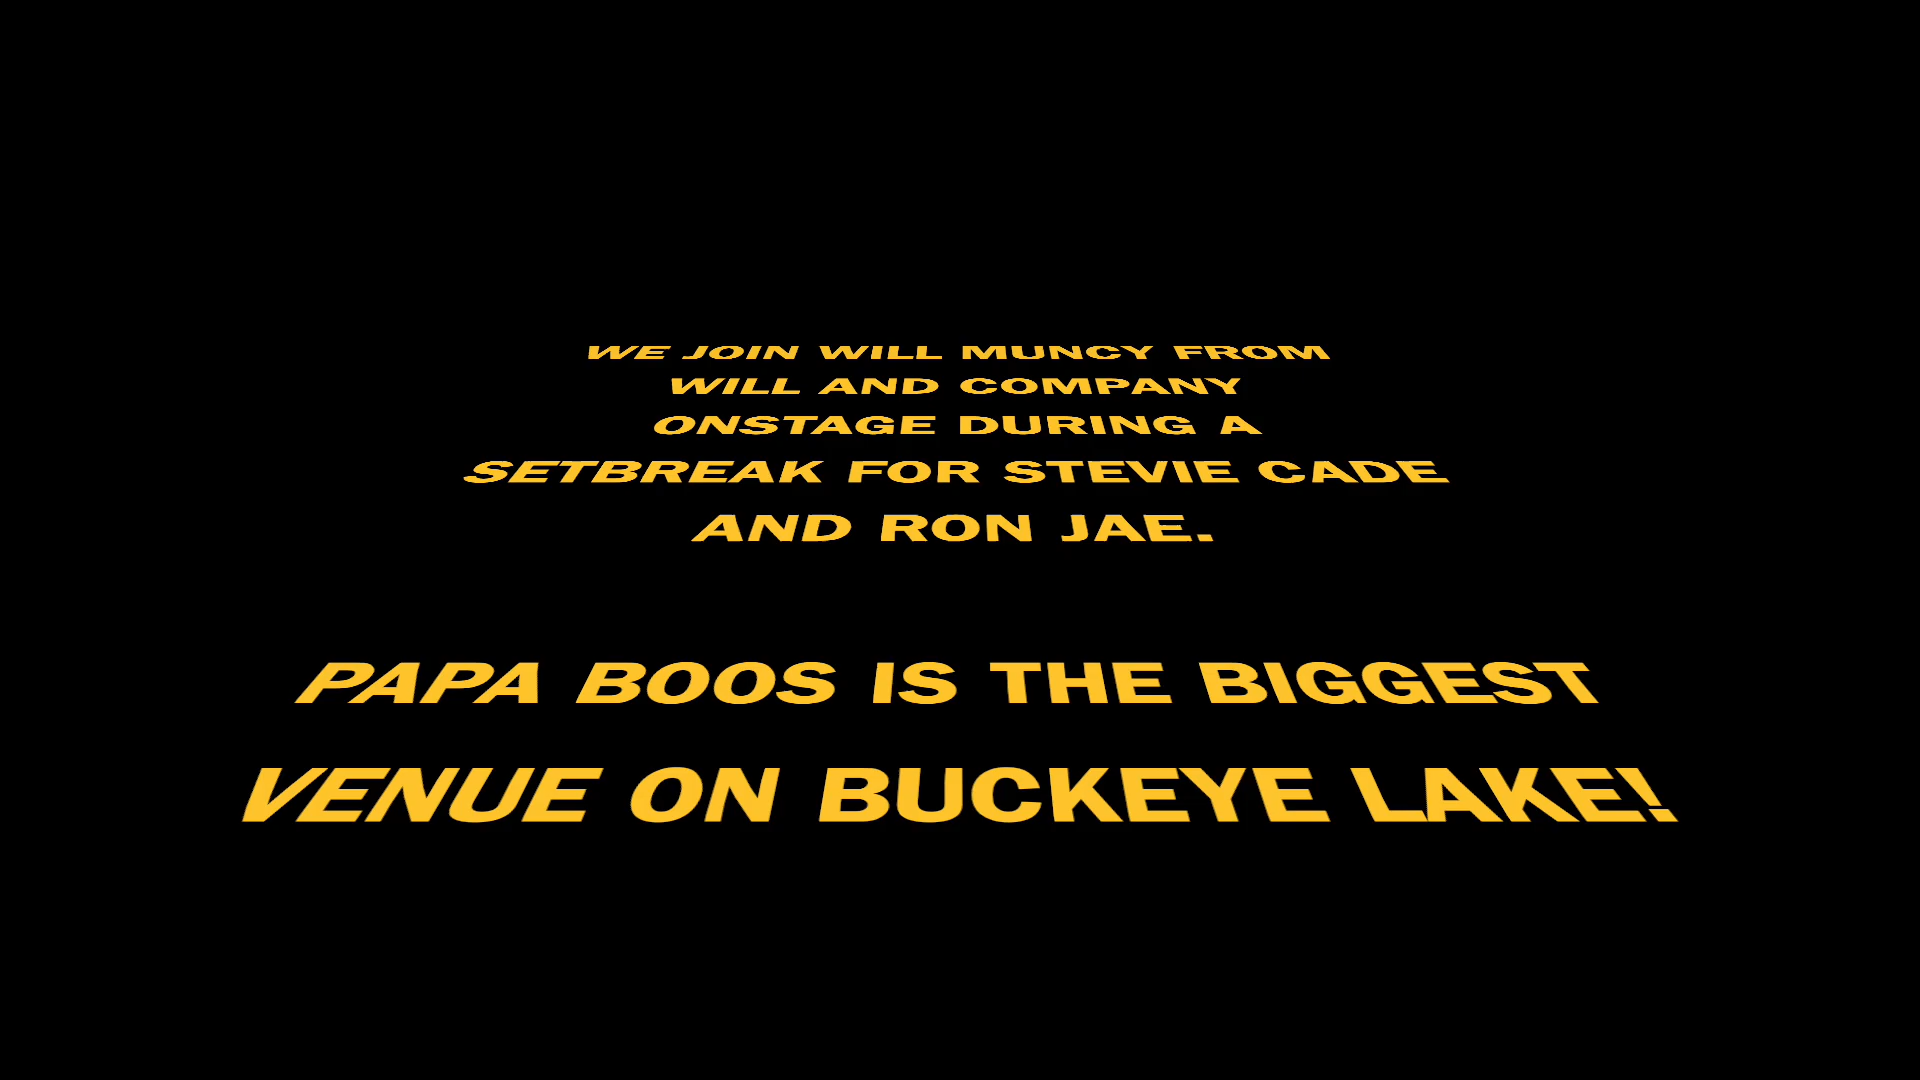 WE JOIN WILL MUNCY FROM
WILL AND COMPANY
ONSTAGE DURING A
SETBREAK FOR STEVIE CADE
AND RON JAE.
PAPA BOOS IS THE BIGGEST
VENUE ON BUCKEYE LAKE!